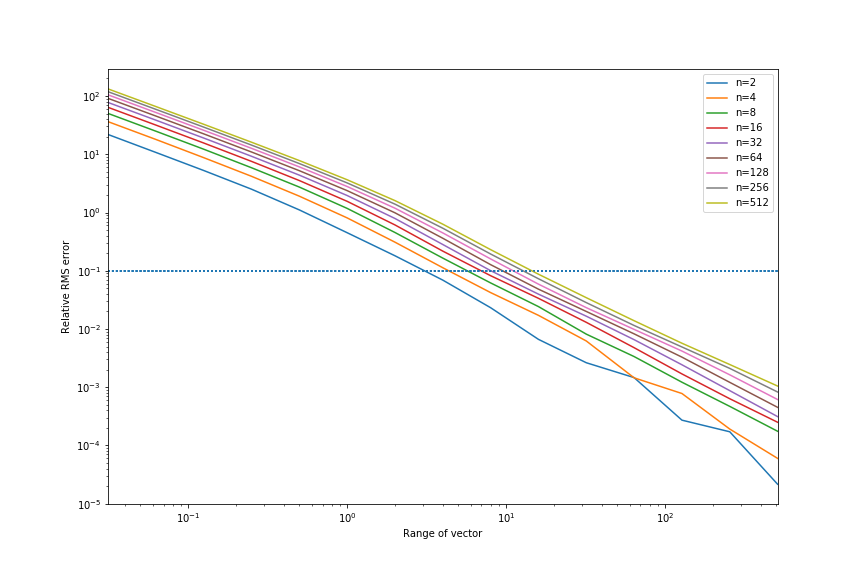 n=2
n=4
n=8
n=16
n=32
n=64
n=128
n=256
n=512
Relative RMS error
10²
10¹
10⁰
10⁻¹
10⁻²
10⁻³
10⁻⁴
10⁻⁵
10⁻¹
10⁰
10¹
10²
Range of vector